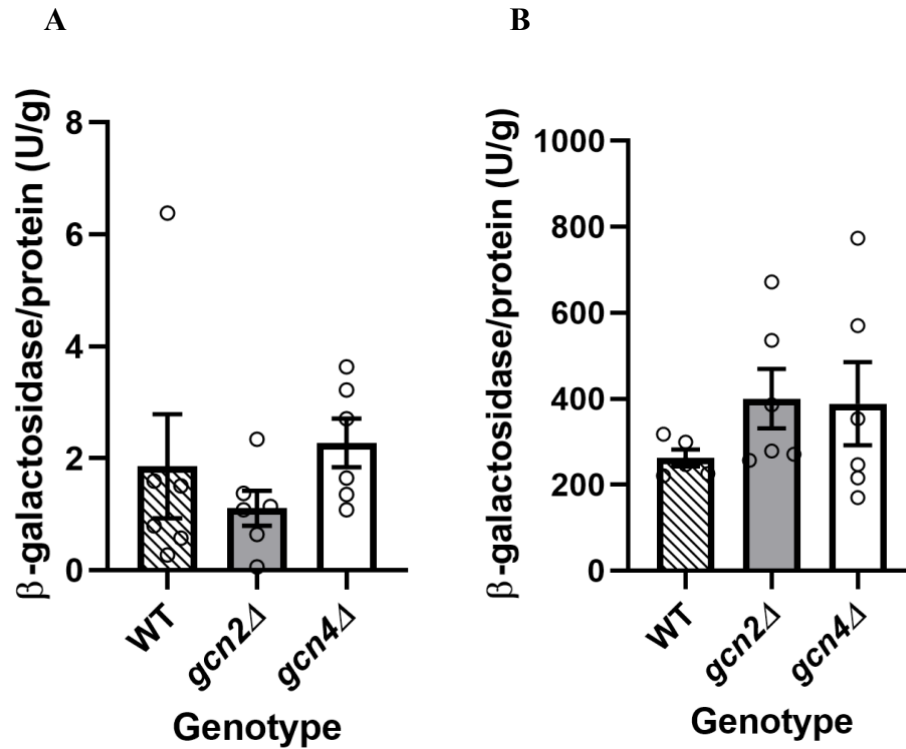 A
β-galactosidase/protein (U/g)
8
6
4
2
0
WT
gcn2Δ
gcn4Δ
Genotype
B
β-galactosidase/protein (U/g)
1000
800
600
400
200
0
WT
gcn2Δ
gcn4Δ
Genotype